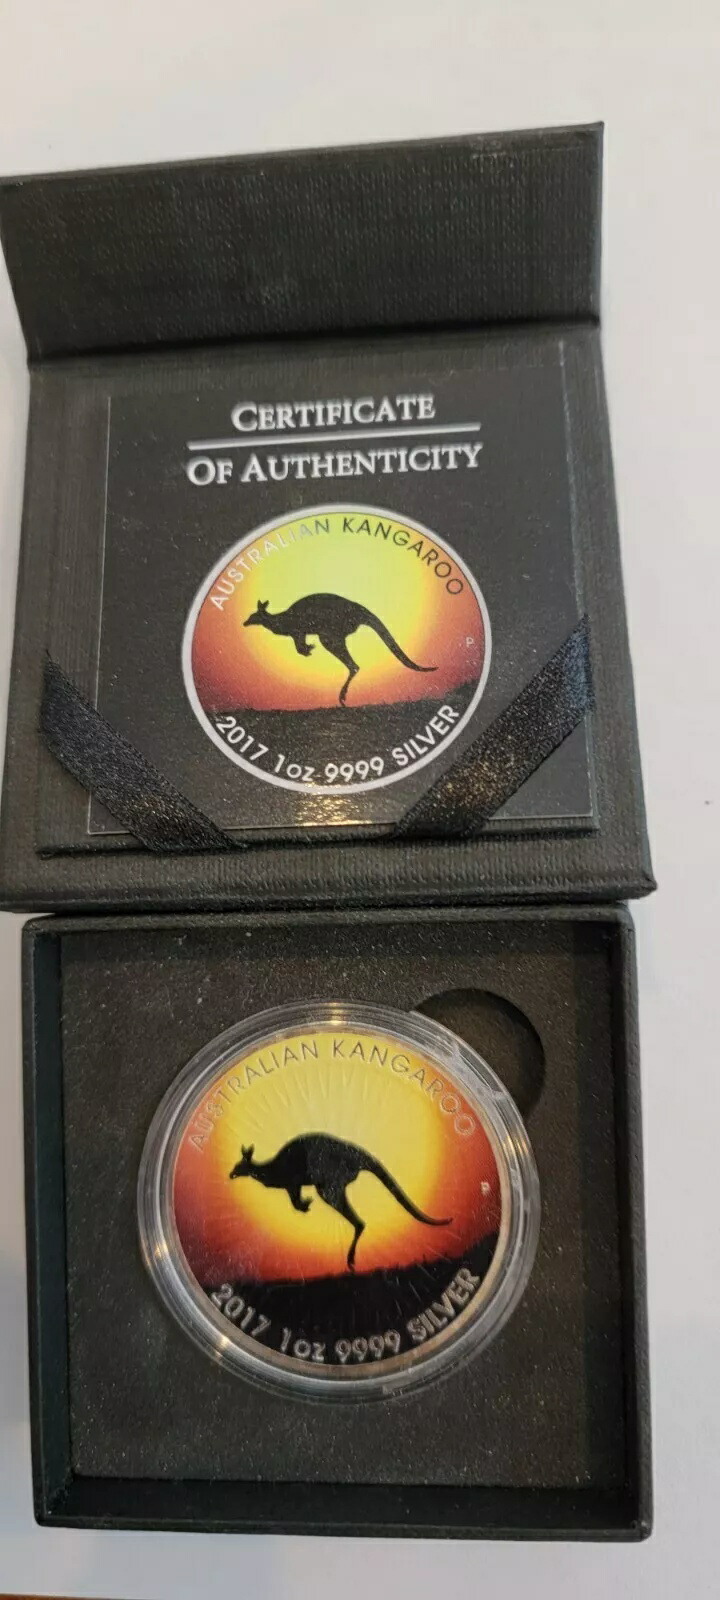 CERTIFICATE
OF AUTHENTICITY
AUSTRALIAN KANGAROO
P
2017 1oz 9999 SILVER
AUSTRALIAN KANGAROO
P
2017 1oz 9999 SILVER